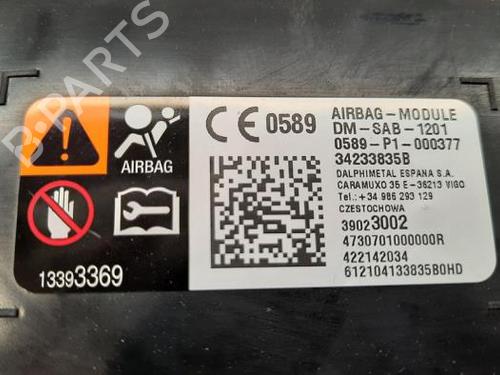 B-PARTS
AIRBAG
13393369
CE 0589
AIRBAG-MODULE
DM-SAB-1201
0589-P1-000377
34233835B
DALPHIMETAL ESPANA S.A.
CARAMUXO 35 E-36213 VIGO
Tel.: +34 986 293 129
CZESTOCHOWA
39023002
4730701000000R
422142034
612104133835B0HD